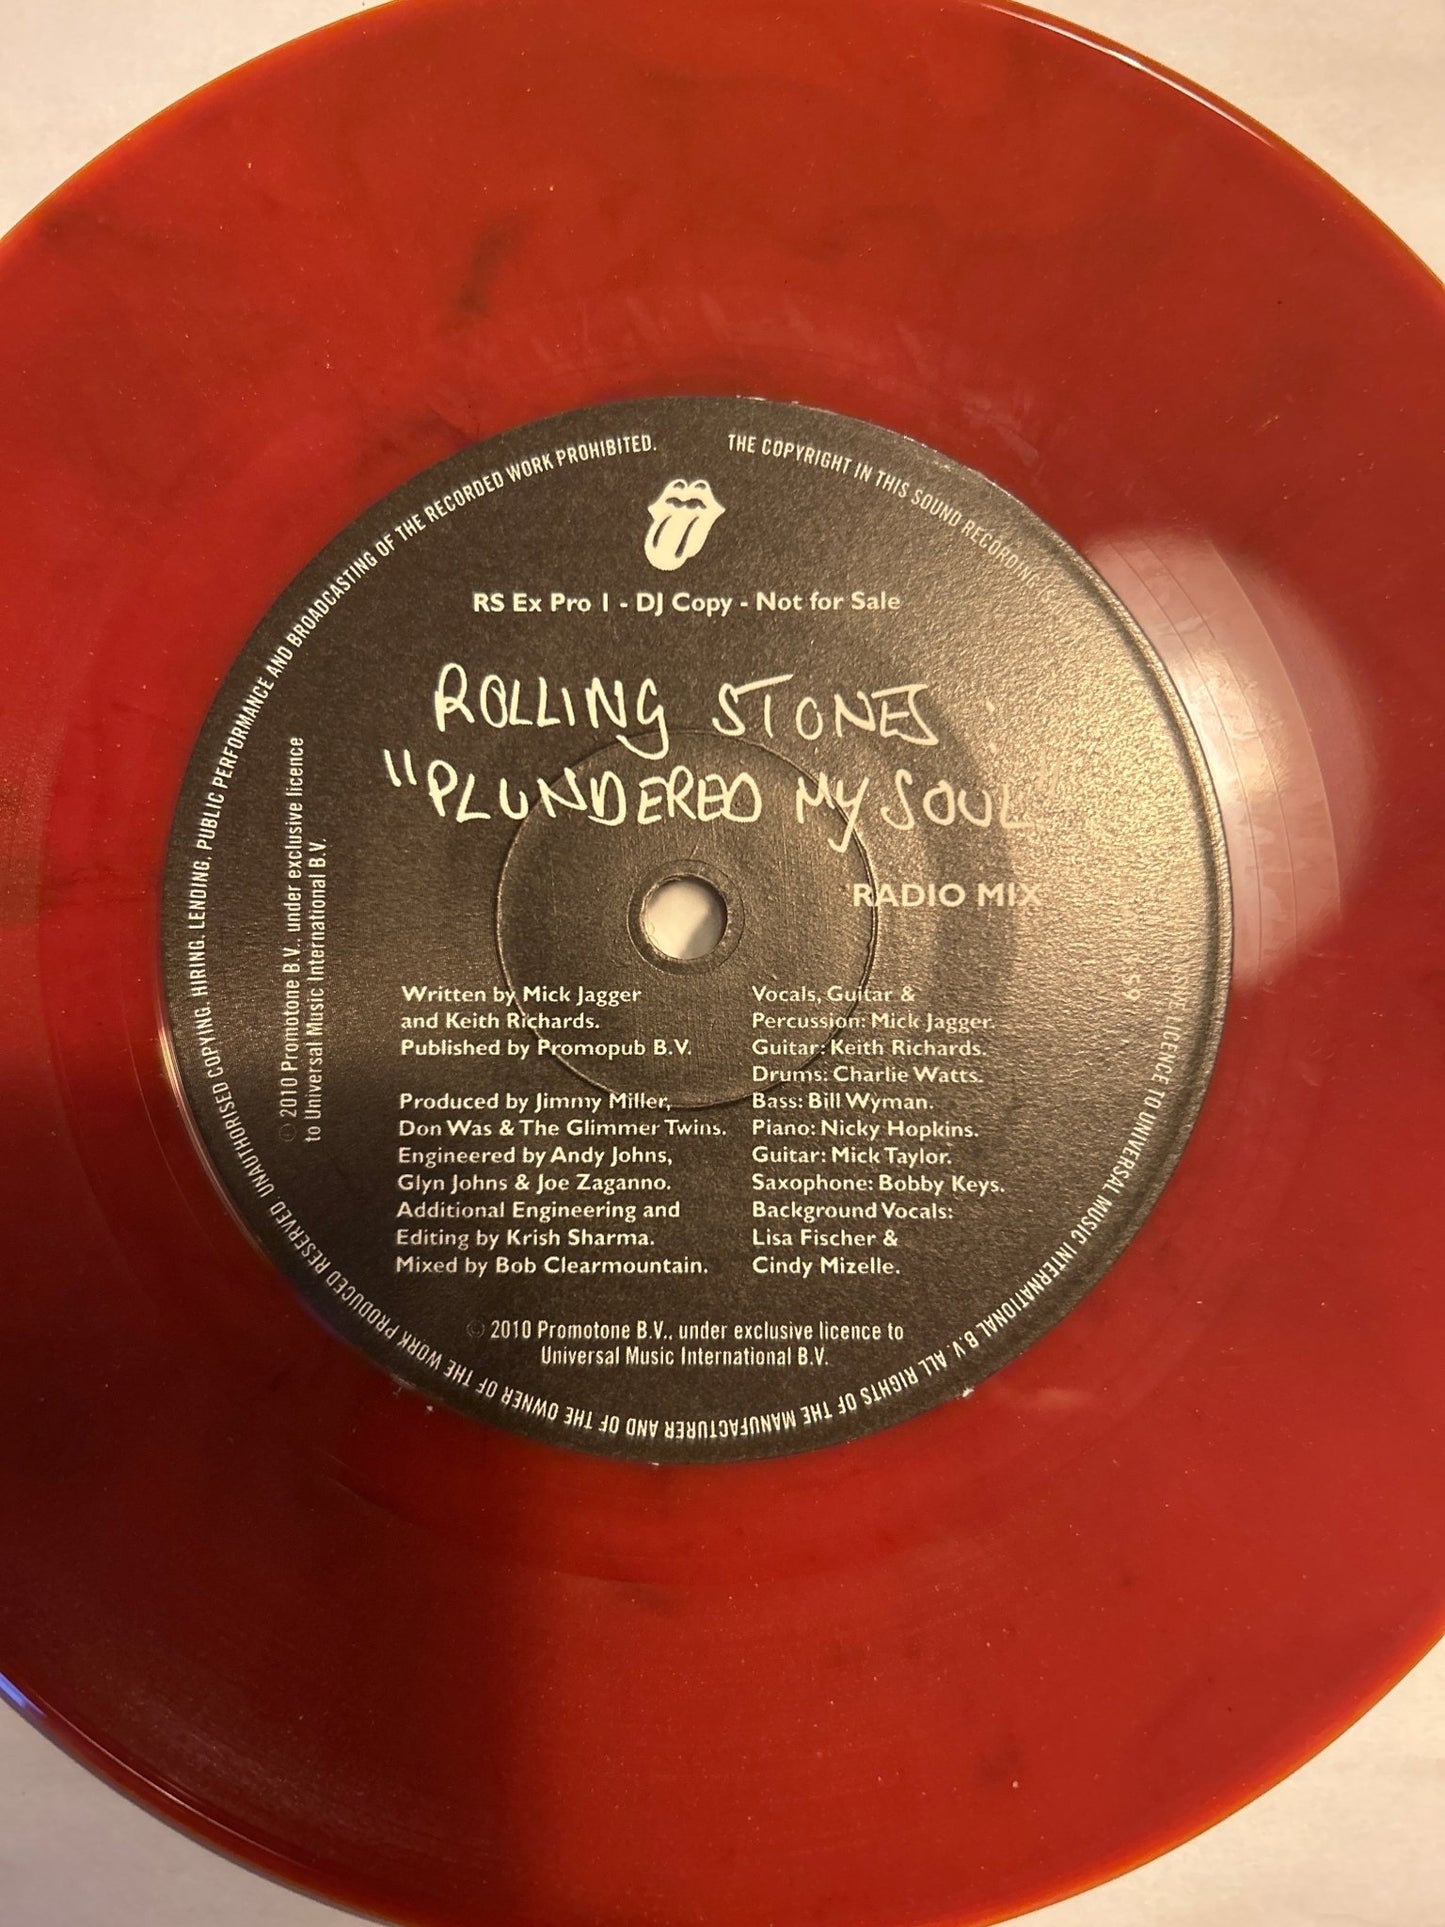 THE COPYRIGHT IN THIS SOUND RECORDING IS
SIVE LICENCE TO UNIVERSAL MUSIC INTERNATIONAL B.V. ALL RIGHTS OF THE MANUFACTURER AND OF THE OWNER OF THE WORK PRODUCED RESERVED. UNAUTHORISED COPYING, HIRING, LENDING, PUBLIC PERFORMANCE AND BROADCASTING OF THE RECORDED WORK PROHIBITED.
RS Ex Pro 1 - DJ Copy - Not for Sale
ROLLING STONES
"PLUNDERED MY SOUL"
RADIO MIX
Written by Mick Jagger
and Keith Richards.
Published by Promopub B.V.
Produced by Jimmy Miller,
Don Was & The Glimmer Twins.
Engineered by Andy Johns,
Glyn Johns & Joe Zaganno.
Additional Engineering and
Editing by Krish Sharma.
Mixed by Bob Clearmountain.
Vocals, Guitar &
Percussion: Mick Jagger.
Guitar: Keith Richards.
Drums: Charlie Watts.
Bass: Bill Wyman.
Piano: Nicky Hopkins.
Guitar: Mick Taylor.
Saxophone: Bobby Keys.
Background Vocals:
Lisa Fischer &
Cindy Mizelle.
© 2010 Promotone B.V., under exclusive licence to
Universal Music International B.V.
℗ 2010 Promotone B.V., under exclusive licence
to Universal Music International B.V.